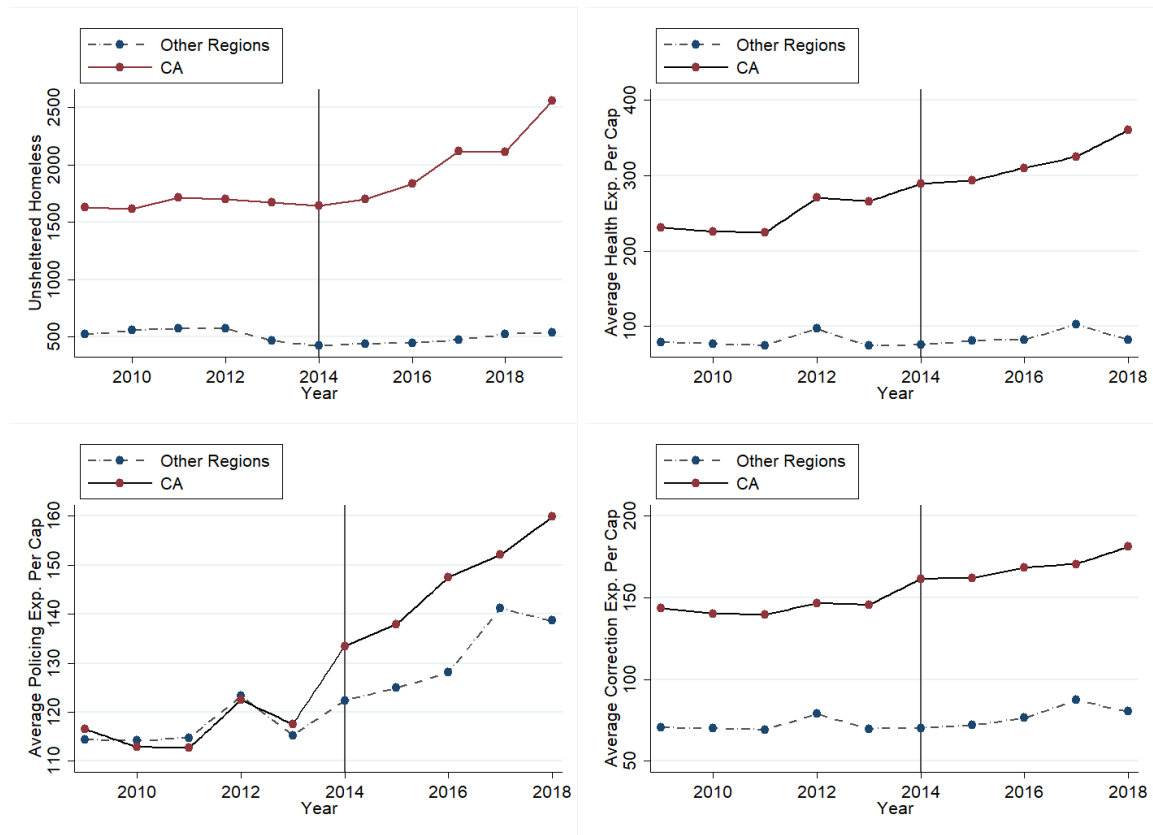 Other Regions
CA
Unsheltered Homeless
2500
2000
1500
1000
500
2010 2012 2014 2016 2018
Year
Other Regions
CA
Average Health Exp. Per Cap
400
300
200
100
2010 2012 2014 2016 2018
Year
Other Regions
CA
Average Policing Exp. Per Cap
160
150
140
130
120
110
2010 2012 2014 2016 2018
Year
Other Regions
CA
Average Correction Exp. Per Cap
200
150
100
50
2010 2012 2014 2016 2018
Year